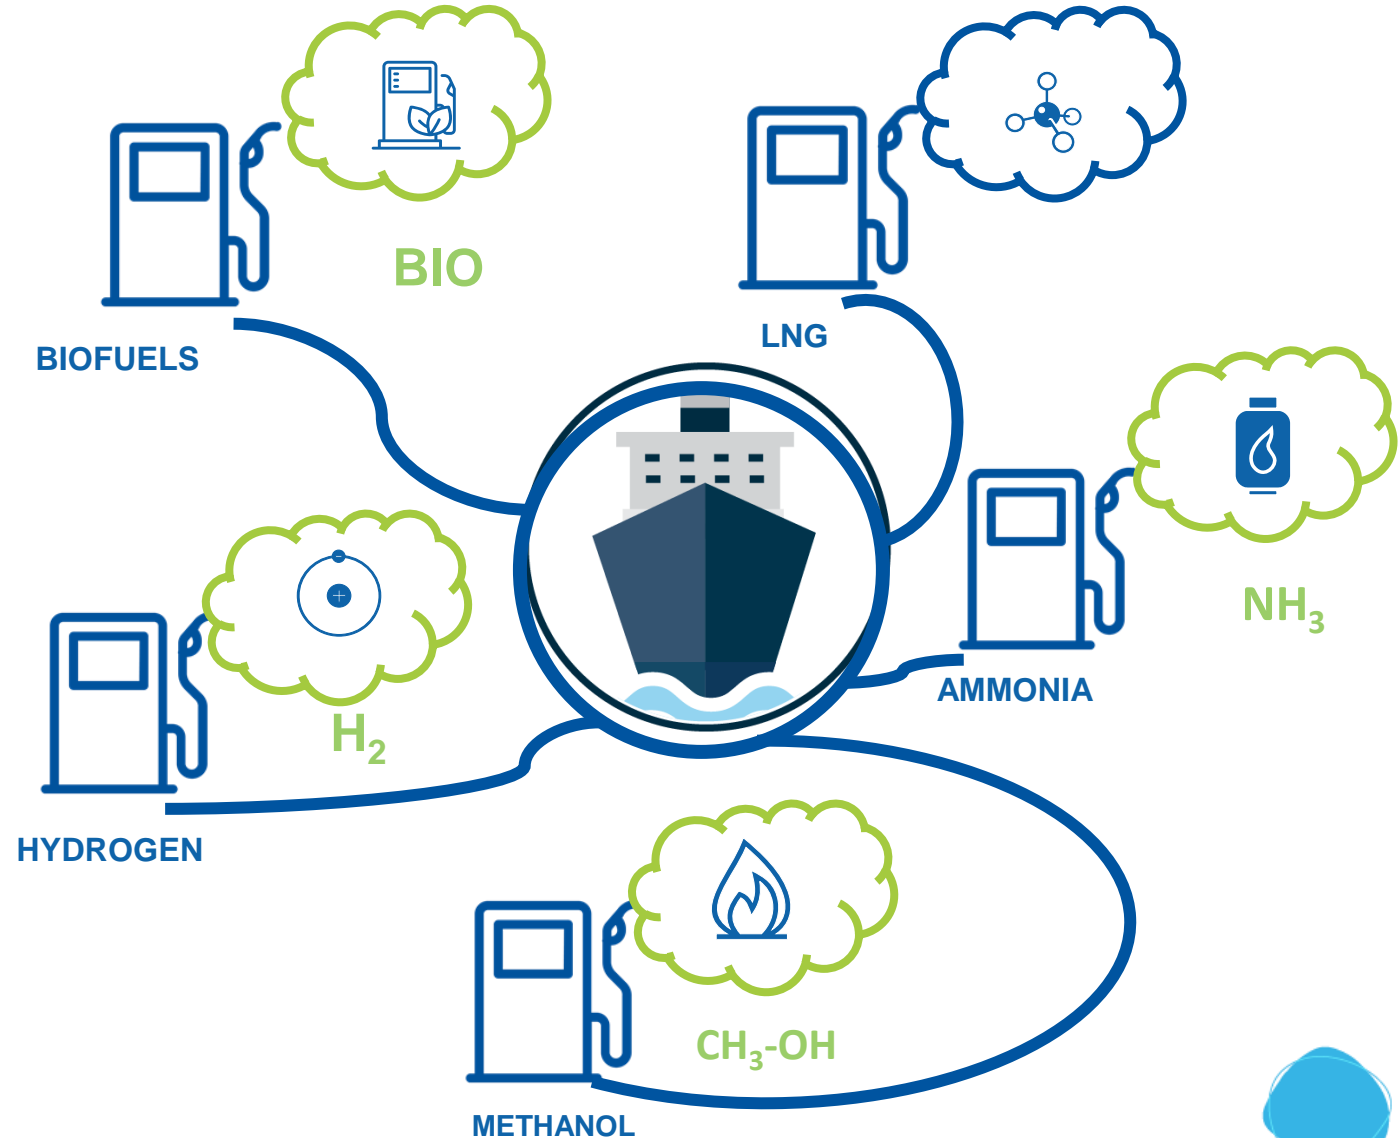 BIO
BIOFUELS
LNG
NH₃
AMMONIA
H₂
HYDROGEN
CH₃-OH
METHANOL